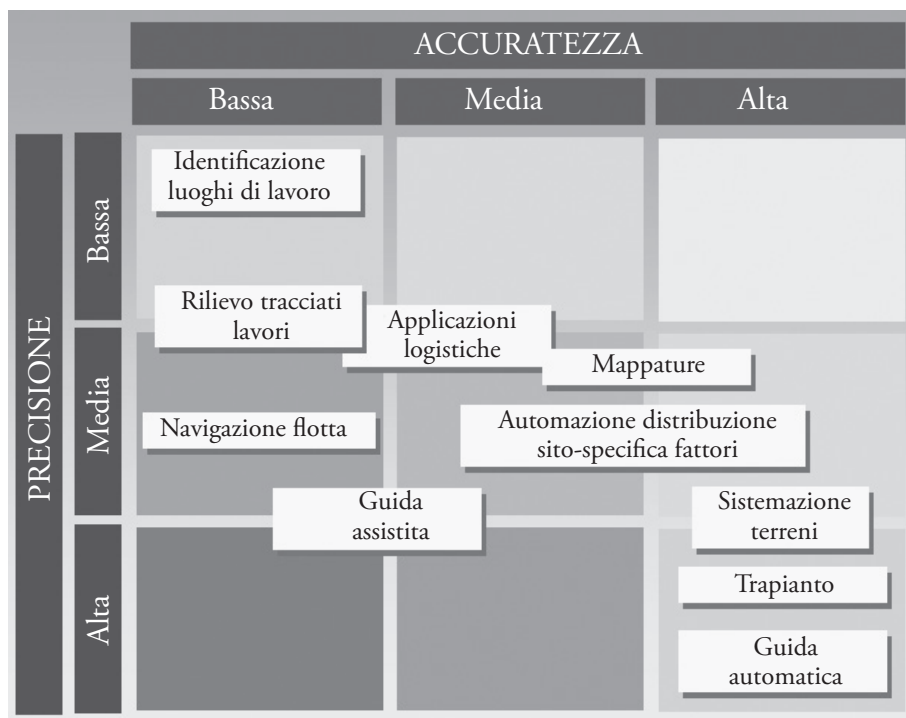 ACCURATEZZA
Bassa
Media
Alta
PRECISIONE
Bassa
Media
Alta
Identificazione
luoghi di lavoro
Rilievo tracciati
lavori
Applicazioni
logistiche
Mappature
Navigazione flotta
Automazione distribuzione
sito-specifica fattori
Guida
assistita
Sistemazione
terreni
Trapianto
Guida
automatica